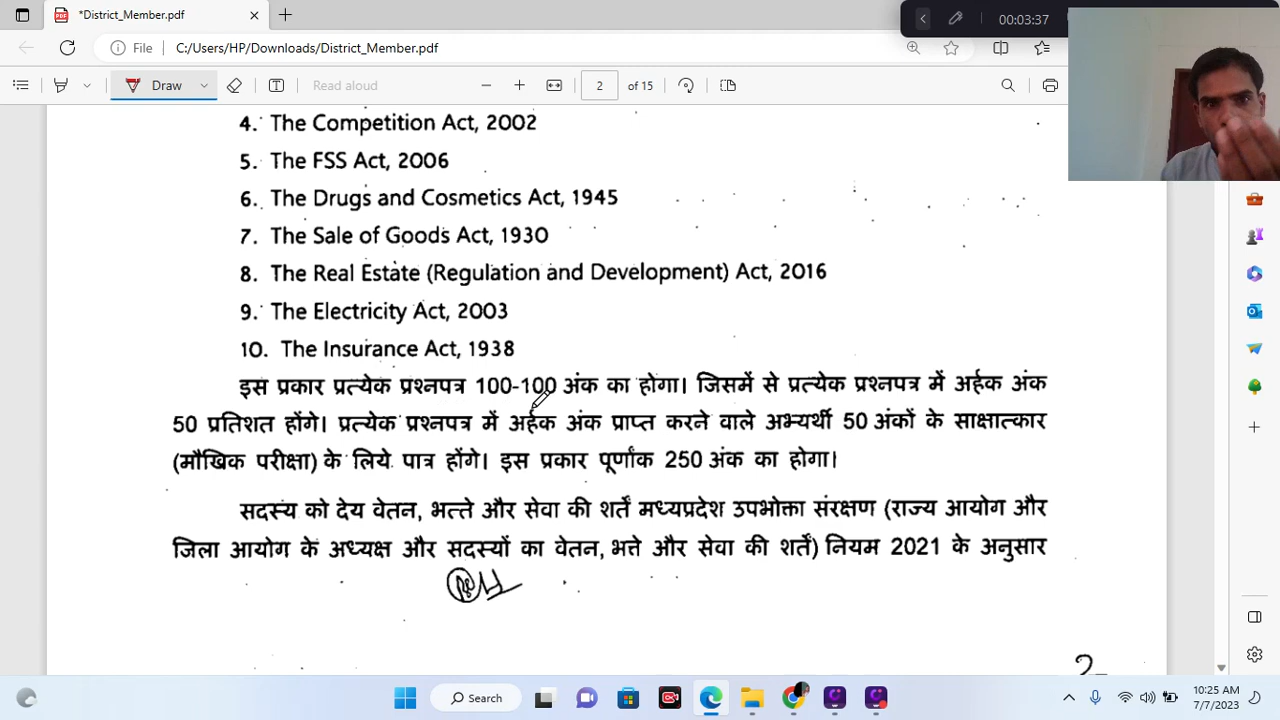 *District_Member.pdf
00:03:37
File C:/Users/HP/Downloads/District_Member.pdf
Draw Read aloud 2 of 15
4. The Competition Act, 2002
5. The FSS Act, 2006
6. The Drugs and Cosmetics Act, 1945
7. The Sale of Goods Act, 1930
8. The Real Estate (Regulation and Development) Act, 2016
9. The Electricity Act, 2003
10. The Insurance Act, 1938
इस प्रकार प्रत्येक प्रश्नपत्र 100-100 अंक का होगा। जिसमें से प्रत्येक प्रश्नपत्र में अर्हक अंक
50 प्रतिशत होंगे। प्रत्येक प्रश्नपत्र में अर्हक अंक प्राप्त करने वाले अभ्यर्थी 50 अंकों के साक्षात्कार
(मौखिक परीक्षा) के लिये पात्र होंगे। इस प्रकार पूर्णांक 250 अंक का होगा।
सदस्य को देय वेतन, भत्ते और सेवा की शर्तें मध्यप्रदेश उपभोक्ता संरक्षण (राज्य आयोग और
जिला आयोग के अध्यक्ष और सदस्यों का वेतन, भत्ते और सेवा की शर्तें) नियम 2021 के अनुसार
2
Search
10:25 AM
7/7/2023